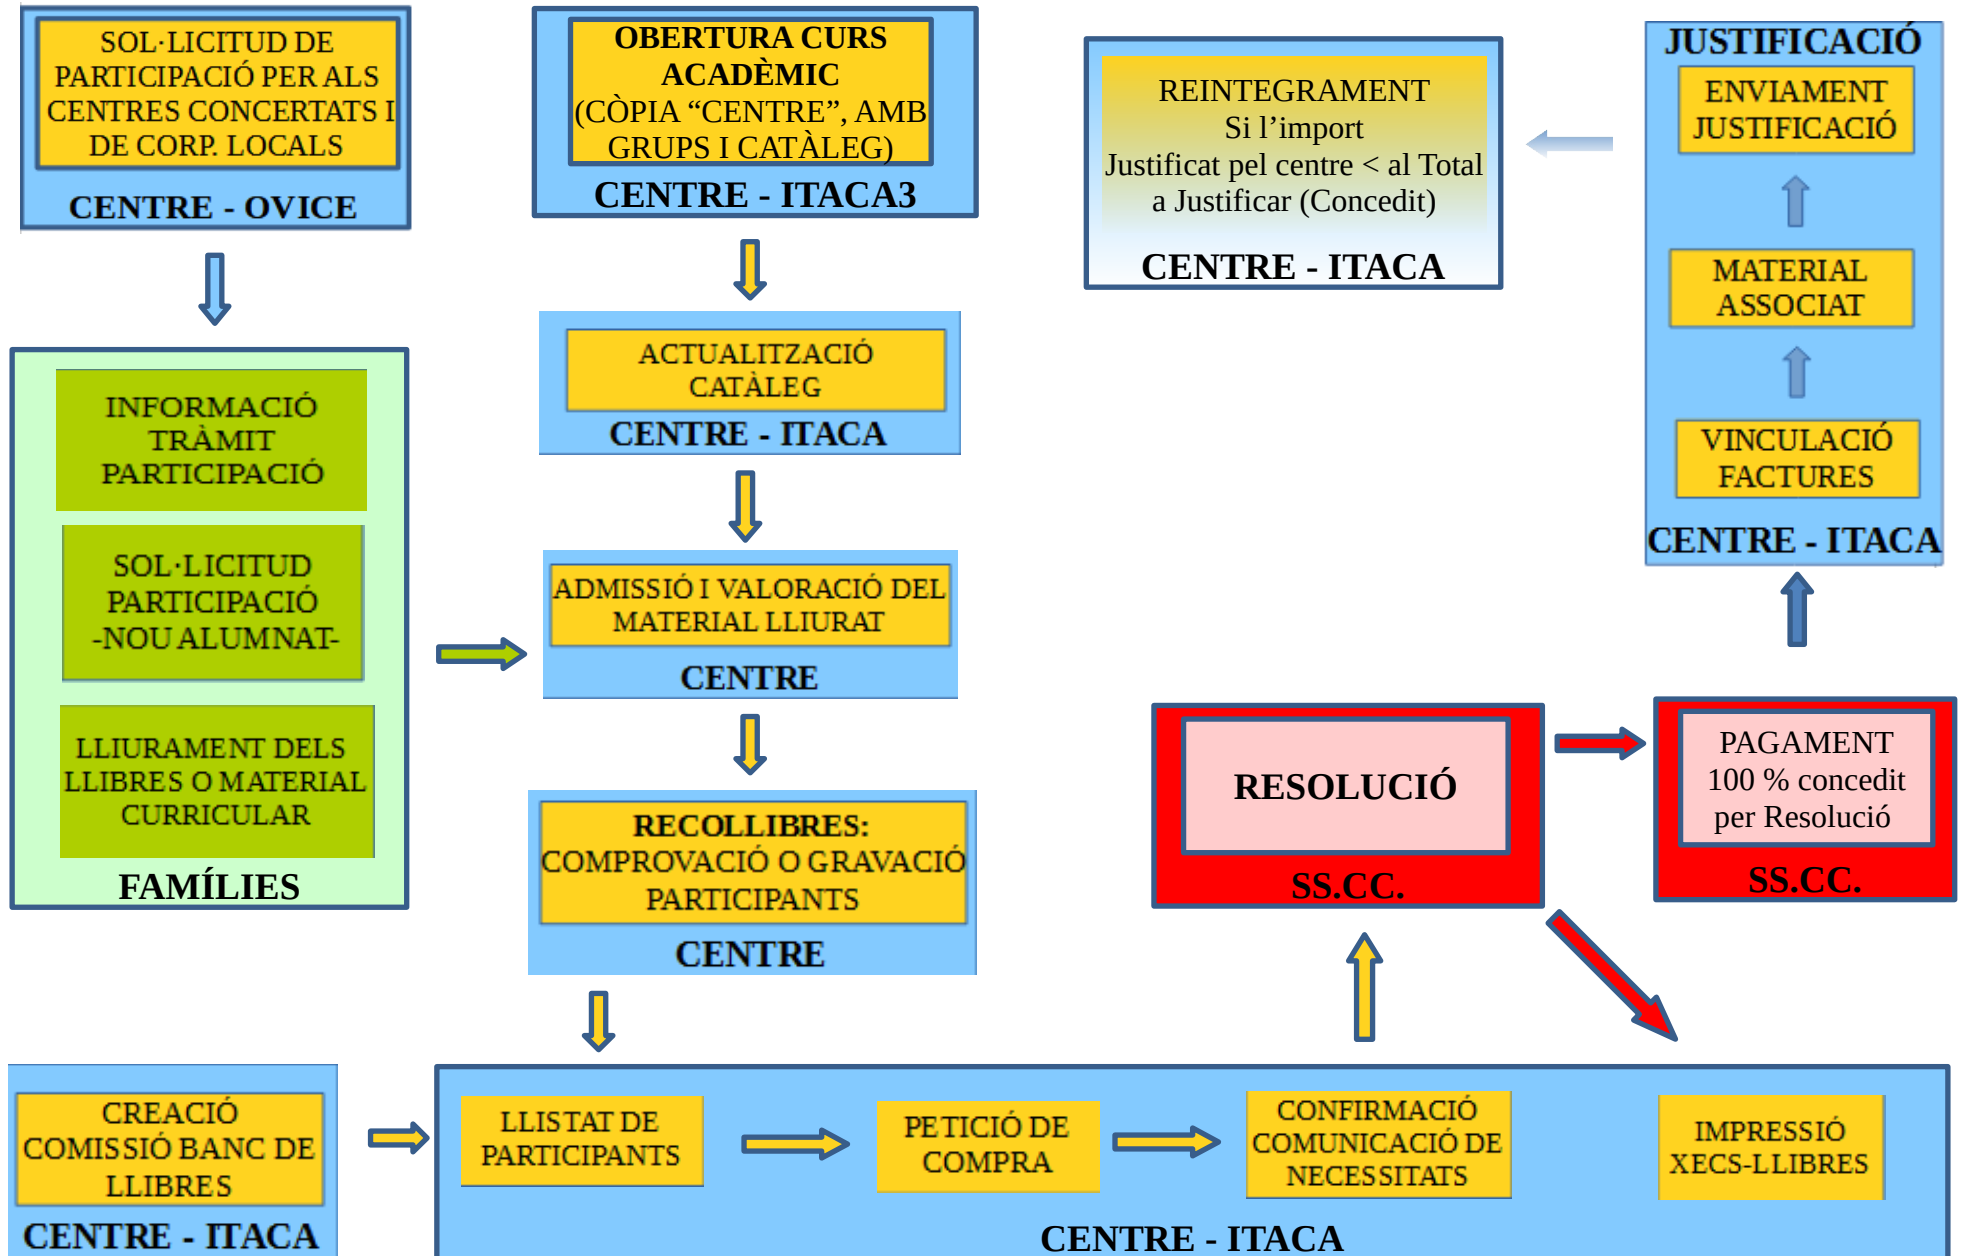 SOL·LICITUD DE
PARTICIPACIÓ PER ALS
CENTRES CONCERTATS I
DE CORP. LOCALS
CENTRE - OVICE
INFORMACIÓ
TRÀMIT
PARTICIPACIÓ
SOL·LICITUD
PARTICIPACIÓ
-NOU ALUMNAT-
LLIURAMENT DELS
LLIBRES O MATERIAL
CURRICULAR
FAMÍLIES
OBERTURA CURS
ACADÈMIC
(CÒPIA “CENTRE”, AMB
GRUPS I CATÀLEG)
CENTRE - ITACA3
ACTUALITZACIÓ
CATÀLEG
CENTRE - ITACA
ADMISSIÓ I VALORACIÓ DEL
MATERIAL LLIURAT
CENTRE
RECOLLIBRES:
COMPROVACIÓ O GRAVACIÓ
PARTICIPANTS
CENTRE
CREACIÓ
COMISSIÓ BANC DE
LLIBRES
CENTRE - ITACA
LLISTAT DE
PARTICIPANTS
PETICIÓ DE
COMPRA
CONFIRMACIÓ
COMUNICACIÓ DE
NECESSITATS
IMPRESSIÓ
XECS-LLIBRES
CENTRE - ITACA
RESOLUCIÓ
SS.CC.
PAGAMENT
100 % concedit
per Resolució
SS.CC.
JUSTIFICACIÓ
ENVIAMENT
JUSTIFICACIÓ
MATERIAL
ASSOCIAT
VINCULACIÓ
FACTURES
CENTRE - ITACA
REINTEGRAMENT
Si l’import
Justificat pel centre < al Total
a Justificar (Concedit)
CENTRE - ITACA